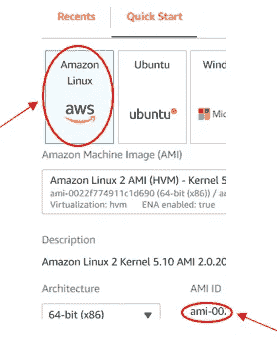 Recents Quick Start
Amazon Linux
aws
Ubuntu
ubuntu
Wind
Mic
Amazon Machine Image (AMI)
Amazon Linux 2 AMI (HVM) - Kernel 5
ami-0022f774911c1d690 (64-bit (x86)) / ar
Virtualization: hvm ENA enabled: true
Description
Amazon Linux 2 Kernel 5.10 AMI 2.0.20
Architecture AMI ID
64-bit (x86) ami-00.